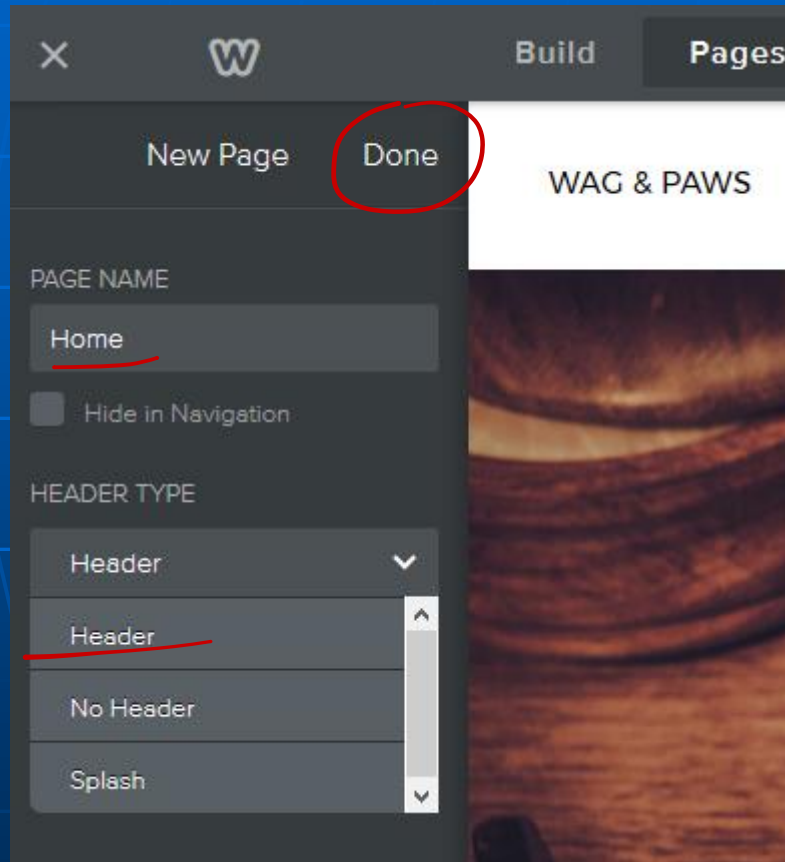 Build Pages
New Page Done
WAG & PAWS
PAGE NAME
Home
Hide in Navigation
HEADER TYPE
Header
Header
No Header
Splash